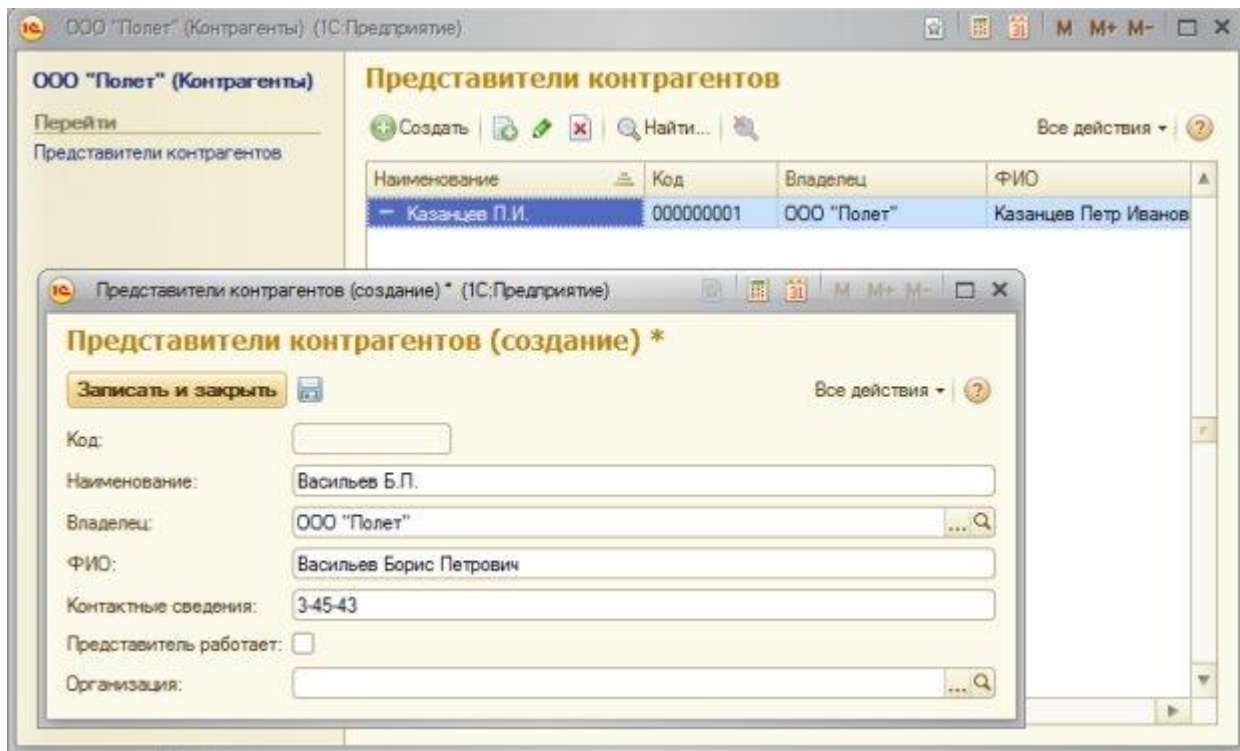 ООО "Полет" (Контрагенты) (1С:Предприятие)
M M+ M-
ООО "Полет" (Контрагенты)
Перейти
Представители контрагентов
Представители контрагентов
Создать Найти... Все действия
Наименование Код Владелец ФИО
Казанцев П.И. 000000001 ООО "Полет" Казанцев Петр Иванов
Представители контрагентов (создание) * (1С:Предприятие)
M M+ M-
Представители контрагентов (создание) *
Записать и закрыть Все действия
Код:
Наименование: Васильев Б.П.
Владелец: ООО "Полет" ...
ФИО: Васильев Борис Петрович
Контактные сведения: 3-45-43
Представитель работает:
Организация: ...